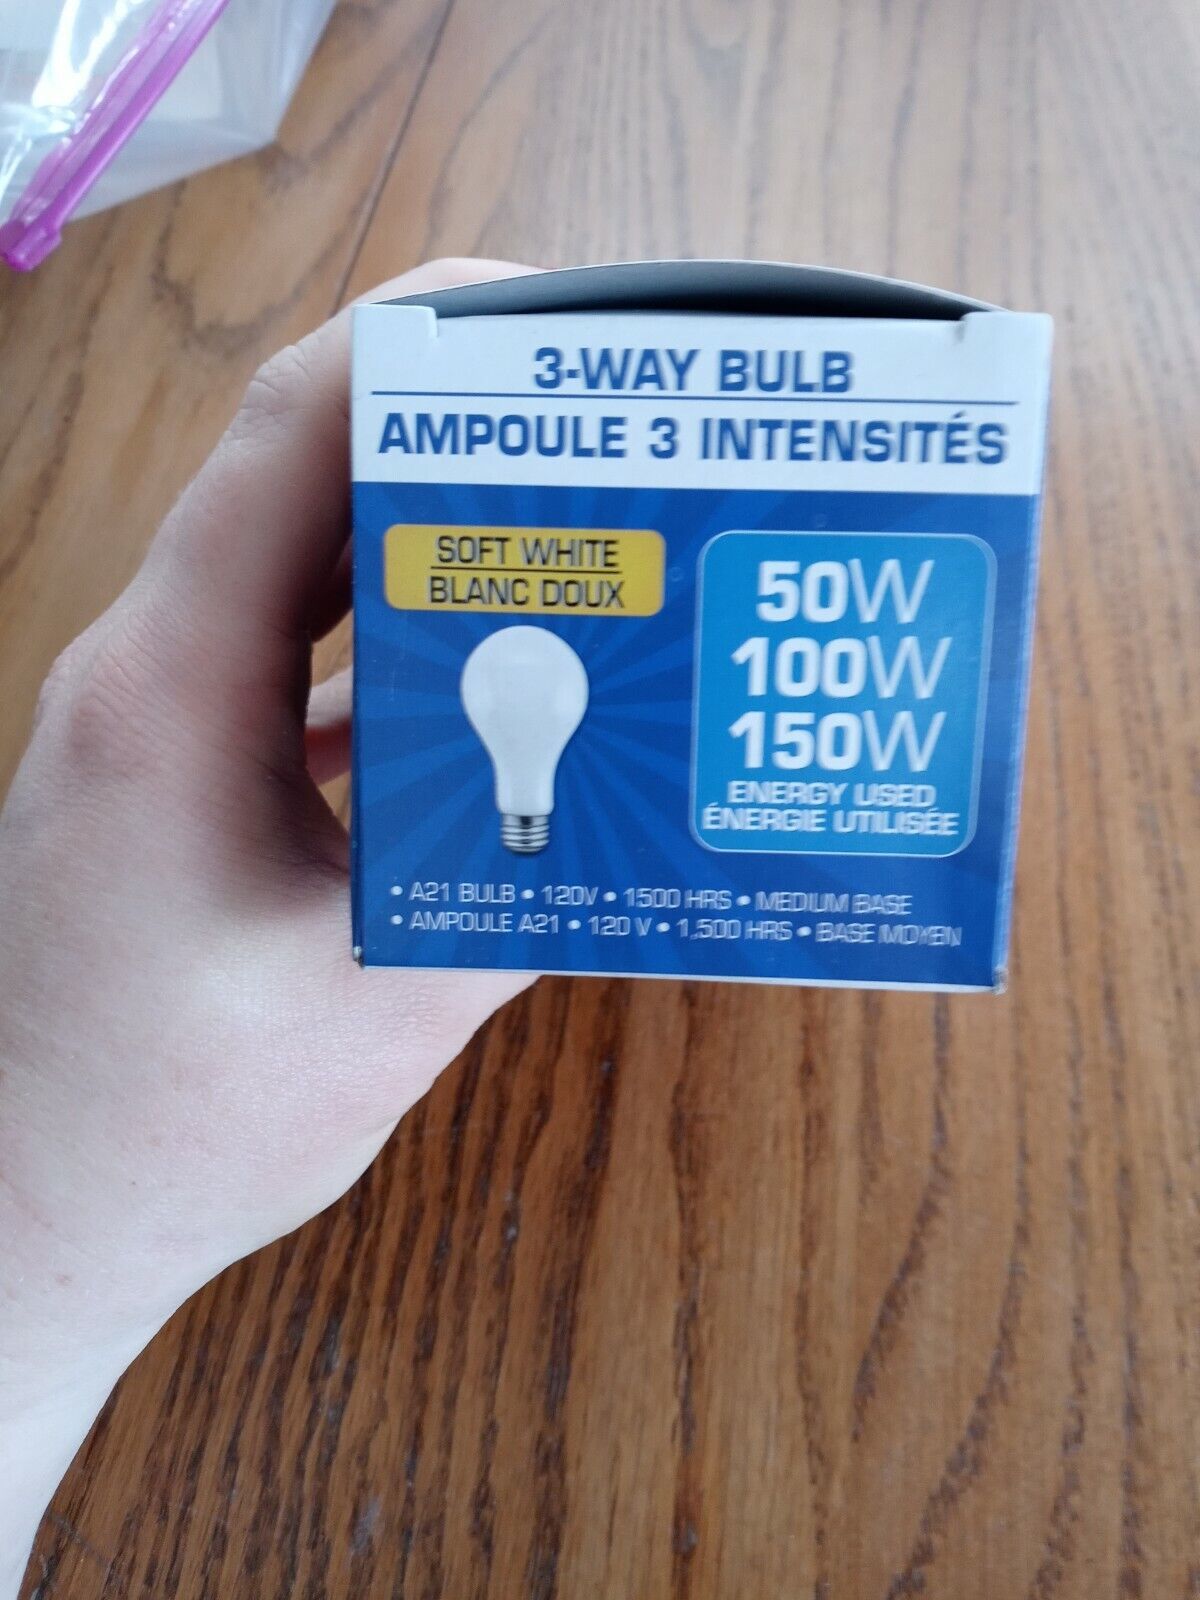 3-WAY BULB
AMPOULE 3 INTENSITÉS
SOFT WHITE
BLANC DOUX
50W
100W
150W
ENERGY USED
ÉNERGIE UTILISÉE
• A21 BULB • 120V • 1500 HRS • MEDIUM BASE
• AMPOULE A21 • 120 V • 1,500 HRS • BASE MOYEN